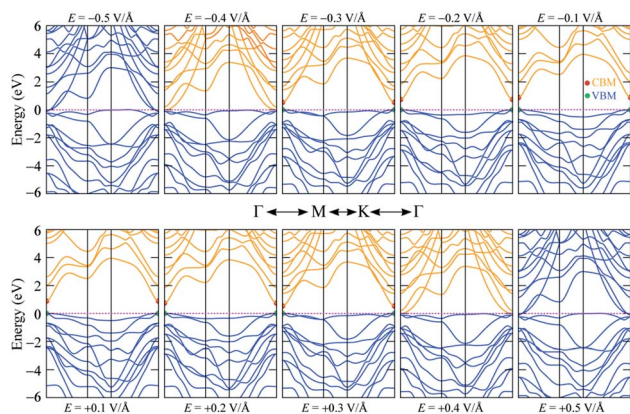 E = −0.5 V/Å E = −0.4 V/Å E = −0.3 V/Å E = −0.2 V/Å E = −0.1 V/Å
Energy (eV)
6
4
2
0
−2
−4
−6
CBM
VBM
Γ ⟷ M ⟷ K ⟷ Γ
Energy (eV)
6
4
2
0
−2
−4
−6
E = +0.1 V/Å E = +0.2 V/Å E = +0.3 V/Å E = +0.4 V/Å E = +0.5 V/Å